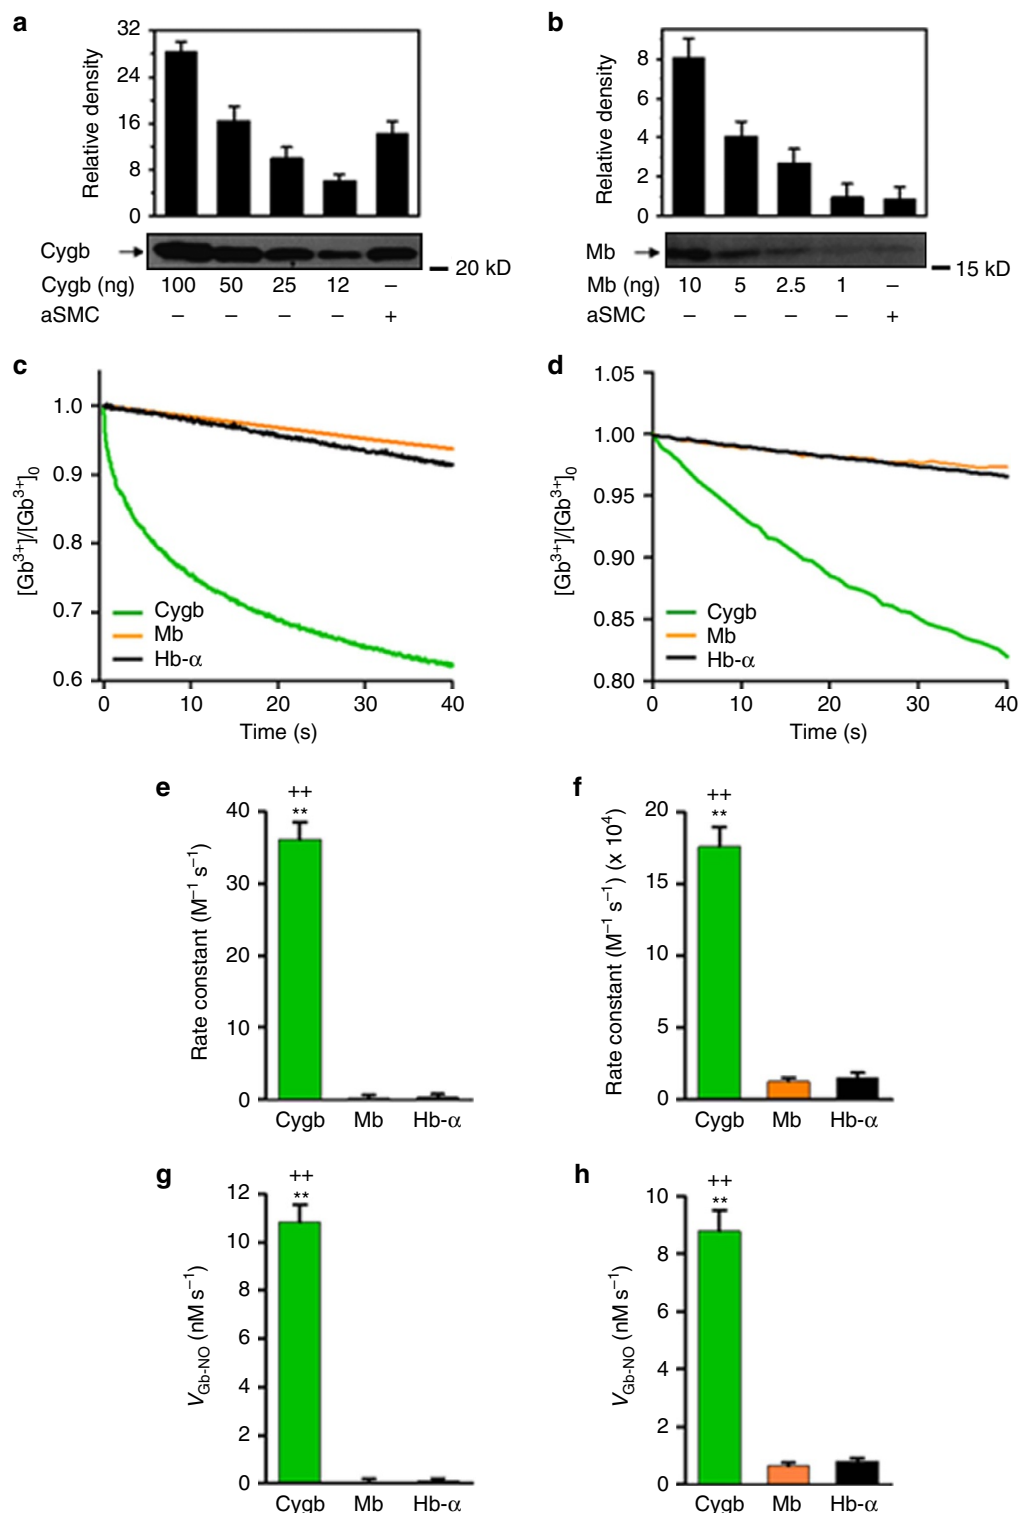 a
32
24
16
8
0
Relative density
Cygb
20 kD
Cygb (ng) 100 50 25 12 –
aSMC – – – – +
b
8
6
4
2
0
Relative density
Mb
15 kD
Mb (ng) 10 5 2.5 1 –
aSMC – – – – +
c
1.0
0.9
0.8
0.7
0.6
[Gb³⁺]/[Gb³⁺]₀
Cygb
Mb
Hb-α
0 10 20 30 40
Time (s)
d
1.05
1.00
0.95
0.90
0.85
0.80
[Gb³⁺]/[Gb³⁺]₀
Cygb
Mb
Hb-α
0 10 20 30 40
Time (s)
e
++
**
40
30
20
10
0
Rate constant (M⁻¹ s⁻¹)
Cygb Mb Hb-α
f
++
**
20
15
10
5
0
Rate constant (M⁻¹ s⁻¹) (x 10⁴)
Cygb Mb Hb-α
g
++
**
12
10
8
6
4
2
0
V_Gb-NO (nM s⁻¹)
Cygb Mb Hb-α
h
++
**
10
8
6
4
2
0
V_Gb-NO (nM s⁻¹)
Cygb Mb Hb-α